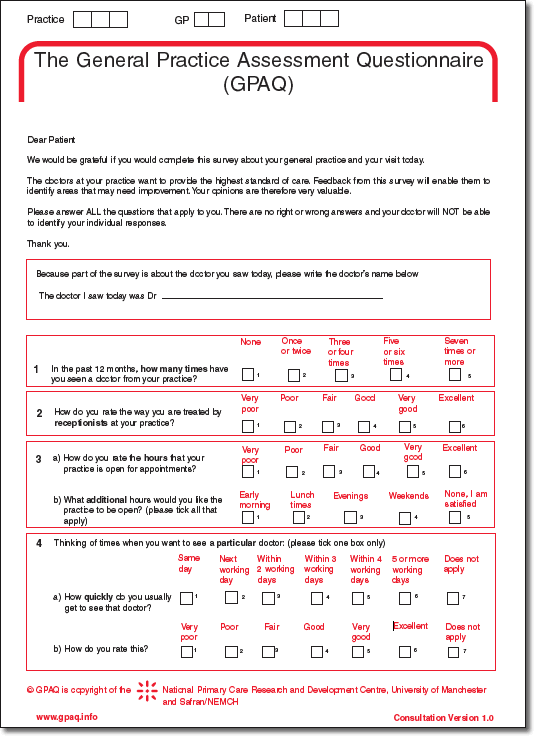 Practice GP Patient
The General Practice Assessment Questionnaire
(GPAQ)
Dear Patient
We would be grateful if you would complete this survey about your general practice and your visit today.
The doctors at your practice want to provide the highest standard of care. Feedback from this survey will enable them to
identify areas that may need improvement. Your opinions are therefore very valuable.
Please answer ALL the questions that apply to you. There are no right or wrong answers and your doctor will NOT be able
to identify your individual responses.
Thank you.
Because part of the survey is about the doctor you saw today, please write the doctor's name below
The doctor I saw today was Dr
None Once or twice Three or four times Five or six times Seven times or more
1 In the past 12 months, how many times have
you seen a doctor from your practice?
1 2 3 4 5
Very poor Poor Fair Good Very good Excellent
2 How do you rate the way you are treated by
receptionists at your practice?
1 2 3 4 5 6
Very poor Poor Fair Good Very good Excellent
3 a) How do you rate the hours that your
practice is open for appointments?
1 2 3 4 5 6
Early morning Lunch times Evenings Weekends None, I am satisfied
b) What additional hours would you like the
practice to be open? (please tick all that
apply)
1 2 3 4 5
4 Thinking of times when you want to see a particular doctor: (please tick one box only)
Same day Next working day Within 2 working days Within 3 working days Within 4 working days 5 or more working days Does not apply
a) How quickly do you usually
get to see that doctor?
1 2 3 4 5 6 7
Very poor Poor Fair Good Very good Excellent Does not apply
b) How do you rate this?
1 2 3 4 5 6 7
© GPAQ is copyright of the National Primary Care Research and Development Centre, University of Manchester
and Safran/NEMCH
www.gpaq.info Consultation Version 1.0